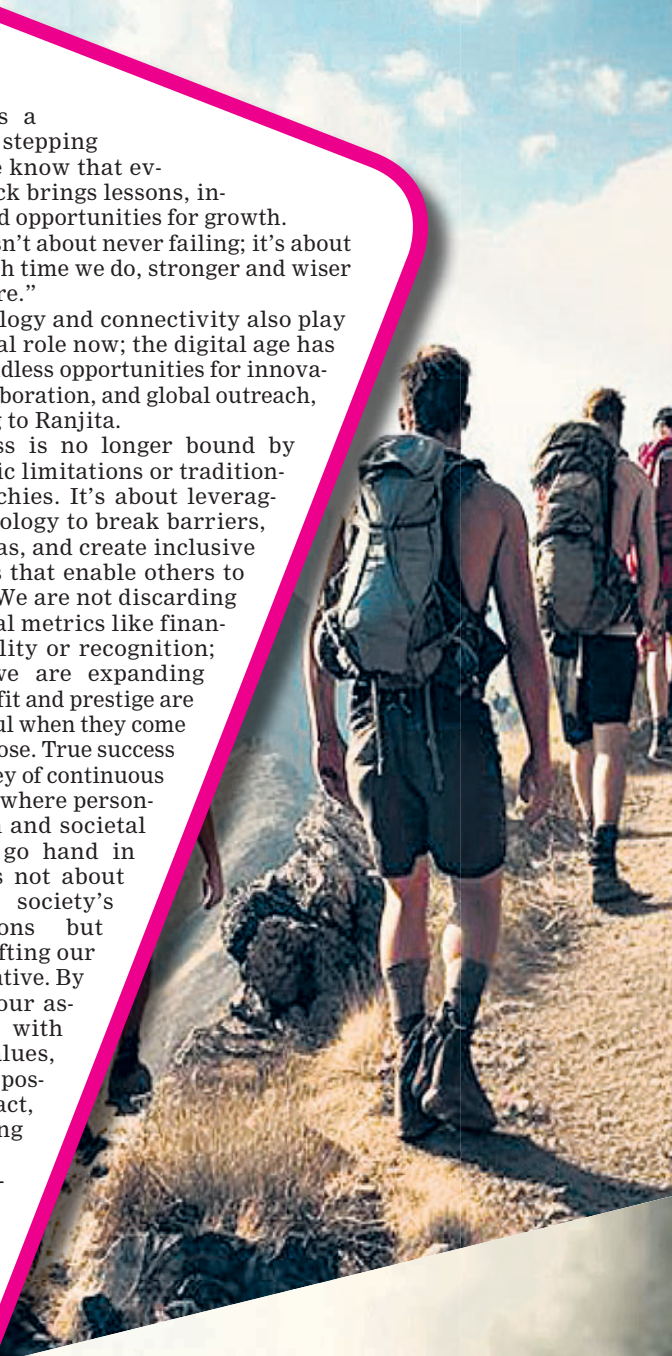 s a
stepping
e know that ev-
ck brings lessons, in-
d opportunities for growth.
sn’t about never failing; it’s about
h time we do, stronger and wiser
re.”
logy and connectivity also play
al role now; the digital age has
dless opportunities for innova-
boration, and global outreach,
g to Ranjita.
ss is no longer bound by
ic limitations or tradition-
chies. It’s about leverag-
ology to break barriers,
as, and create inclusive
s that enable others to
We are not discarding
al metrics like finan-
lity or recognition;
ve are expanding
fit and prestige are
ul when they come
ose. True success
ey of continuous
where person-
n and societal
go hand in
s not about
society’s
ons but
fting our
ative. By
our as-
with
lues,
pos-
act,
ng
-